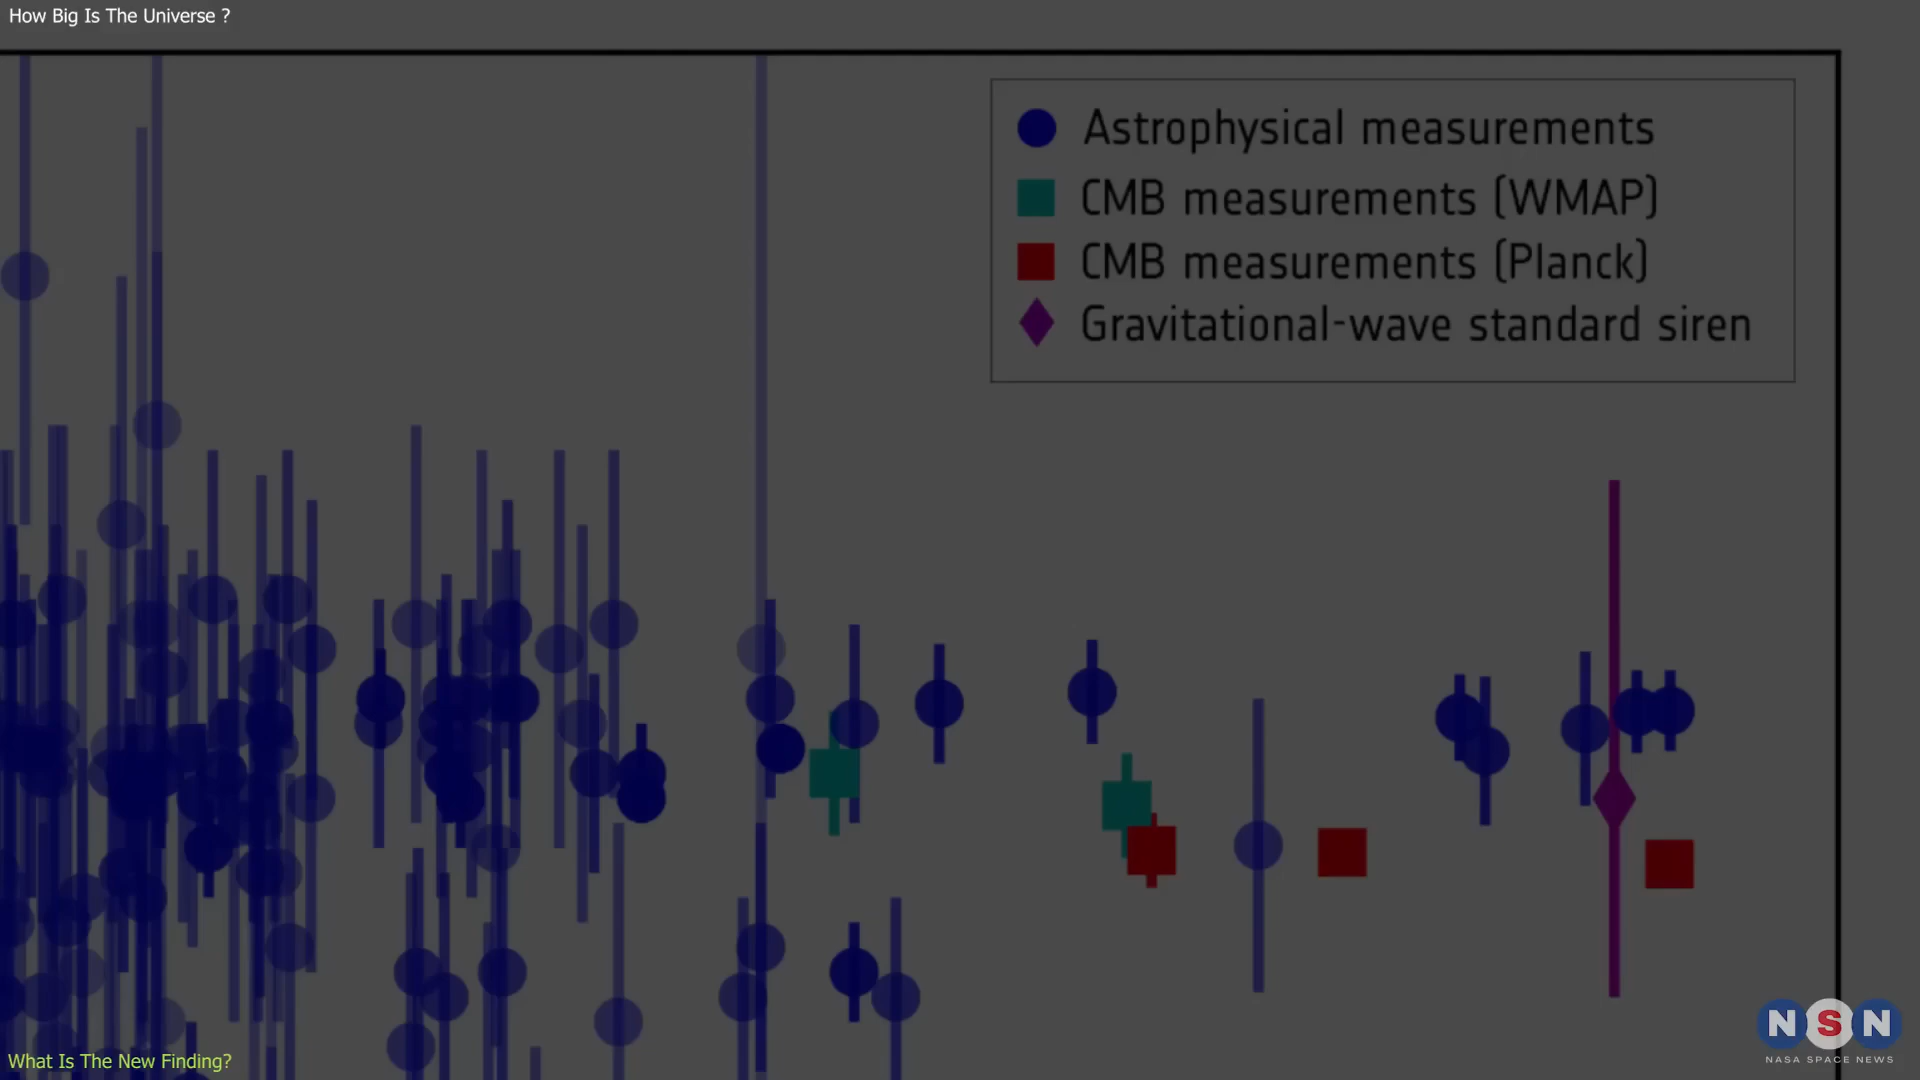 How Big Is The Universe ?
Astrophysical measurements
CMB measurements (WMAP)
CMB measurements (Planck)
Gravitational-wave standard siren
What Is The New Finding?
NSN
NASA SPACE NEWS